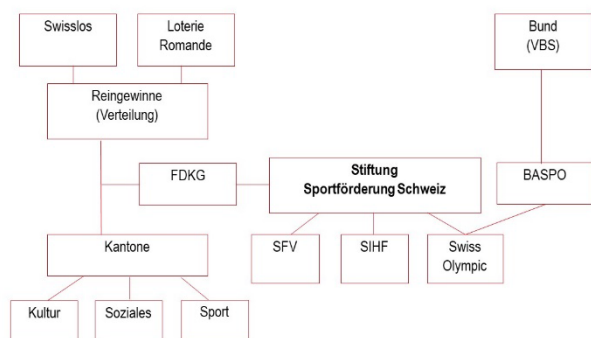 Swisslos
Loterie
Romande
Bund
(VBS)
Reingewinne
(Verteilung)
FDKG
Stiftung
Sportförderung Schweiz
BASPO
Kantone
SFV
SIHF
Swiss
Olympic
Kultur
Soziales
Sport